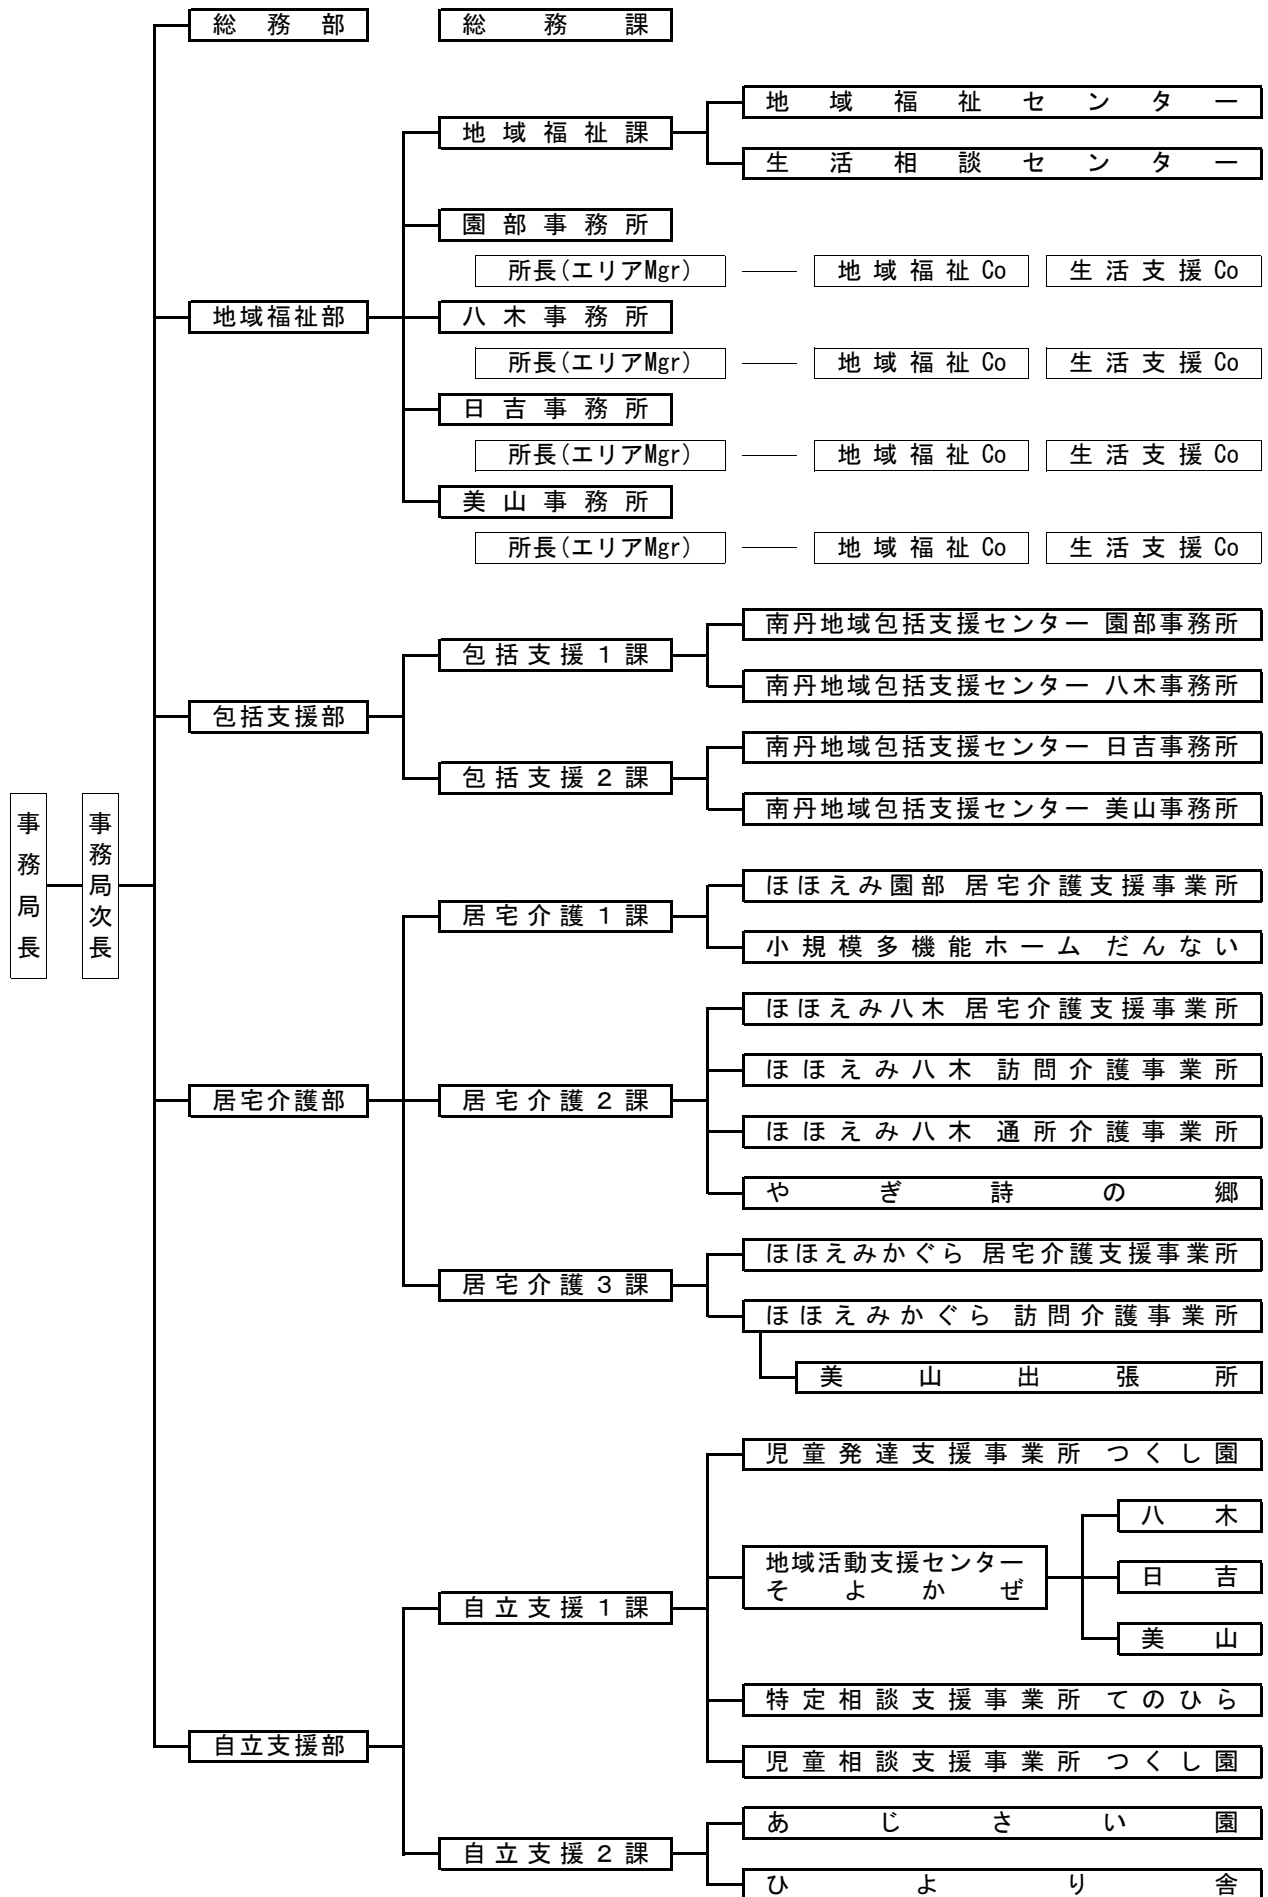 総務部 総務課
地域福祉センター
地域福祉課
生活相談センター
園部事務所
所長(エリアMgr) 地域福祉Co 生活支援Co
地域福祉部 八木事務所
所長(エリアMgr) 地域福祉Co 生活支援Co
日吉事務所
所長(エリアMgr) 地域福祉Co 生活支援Co
美山事務所
所長(エリアMgr) 地域福祉Co 生活支援Co
南丹地域包括支援センター 園部事務所
包括支援1課
南丹地域包括支援センター 八木事務所
包括支援部
南丹地域包括支援センター 日吉事務所
包括支援2課
南丹地域包括支援センター 美山事務所
事務局長
事務局次長
ほほえみ園部 居宅介護支援事業所
居宅介護1課
小規模多機能ホーム だんない
ほほえみ八木 居宅介護支援事業所
ほほえみ八木 訪問介護事業所
居宅介護部 居宅介護2課
ほほえみ八木 通所介護事業所
やぎ詩の郷
ほほえみかぐら 居宅介護支援事業所
居宅介護3課
ほほえみかぐら 訪問介護事業所
美山出張所
児童発達支援事業所 つくし園
八木
地域活動支援センター
そよかぜ
日吉
自立支援1課
美山
特定相談支援事業所 てのひら
自立支援部
児童相談支援事業所 つくし園
あじさい園
自立支援2課
ひより舎